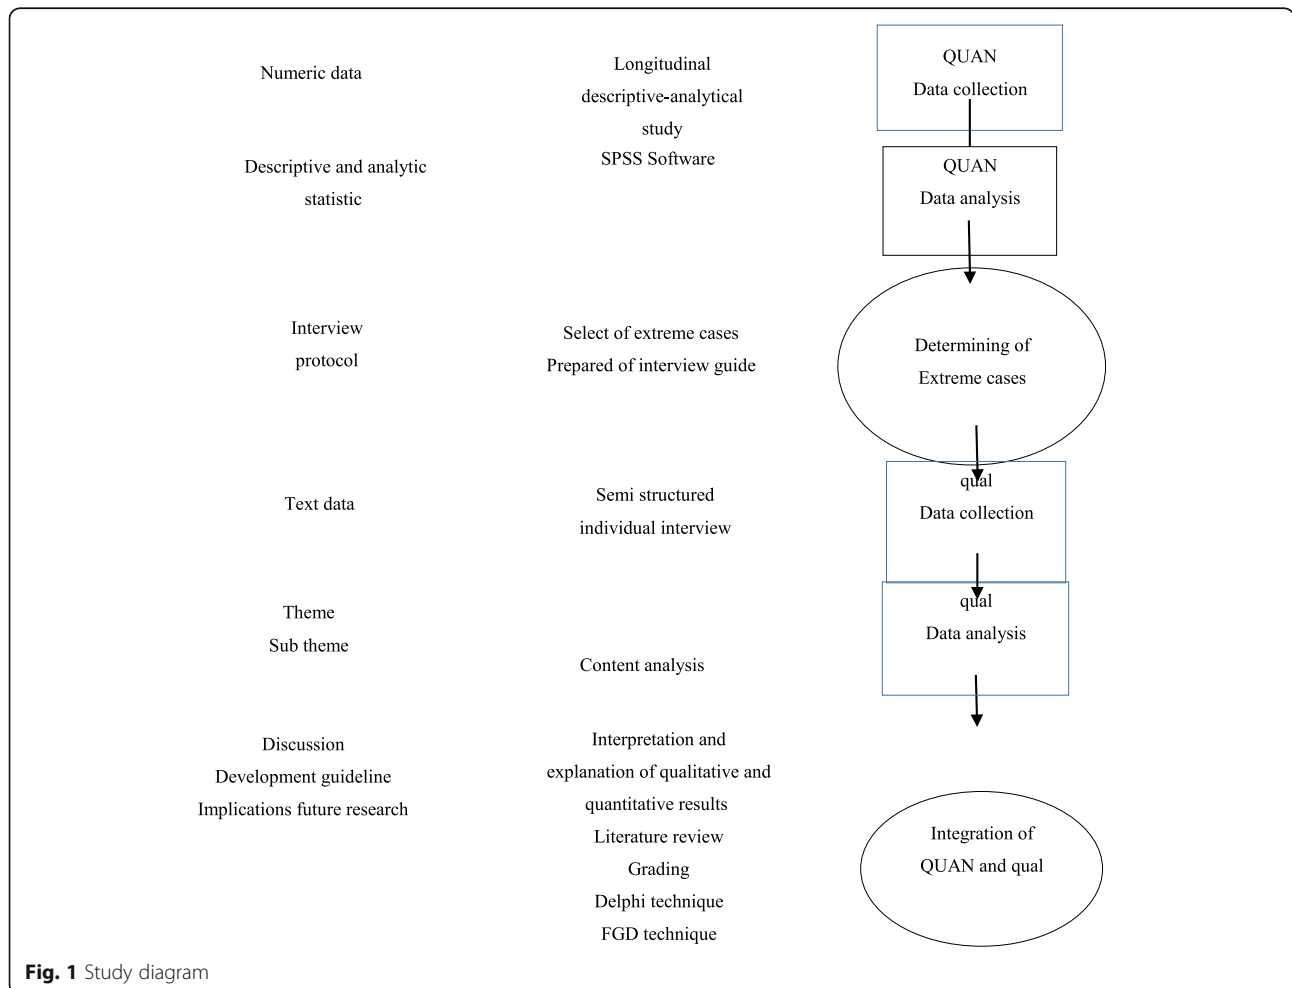 Numeric data
Longitudinal
descriptive-analytical
study
SPSS Software
QUAN
Data collection
Descriptive and analytic
statistic
QUAN
Data analysis
Interview
protocol
Select of extreme cases
Prepared of interview guide
Determining of
Extreme cases
Text data
Semi structured
individual interview
qual
Data collection
Theme
Sub theme
Content analysis
qual
Data analysis
Discussion
Development guideline
Implications future research
Interpretation and
explanation of qualitative and
quantitative results
Literature review
Grading
Delphi technique
FGD technique
Integration of
QUAN and qual
Fig. 1 Study diagram